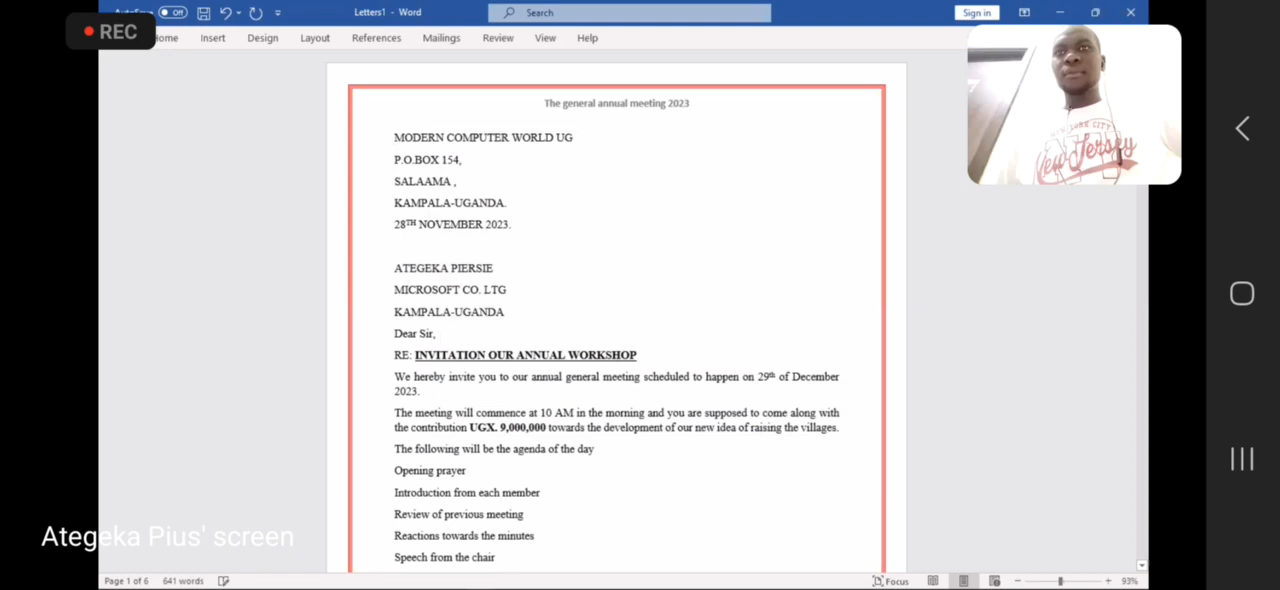 AutoSave Off
Letters1 - Word
Search
Sign in
REC
Home Insert Design Layout References Mailings Review View Help
The general annual meeting 2023
MODERN COMPUTER WORLD UG
P.O.BOX 154,
SALAAMA ,
KAMPALA-UGANDA.
28TH NOVEMBER 2023.
ATEGEKA PIERSIE
MICROSOFT CO. LTG
KAMPALA-UGANDA
Dear Sir,
RE: INVITATION OUR ANNUAL WORKSHOP
We hereby invite you to our annual general meeting scheduled to happen on 29th of December
2023.
The meeting will commence at 10 AM in the morning and you are supposed to come along with
the contribution UGX. 9,000,000 towards the development of our new idea of raising the villages.
The following will be the agenda of the day
Opening prayer
Introduction from each member
Review of previous meeting
Reactions towards the minutes
Speech from the chair
NEW YORK CITY
New Jersey
Ategeka Pius' screen
Page 1 of 6 641 words
Focus
93%